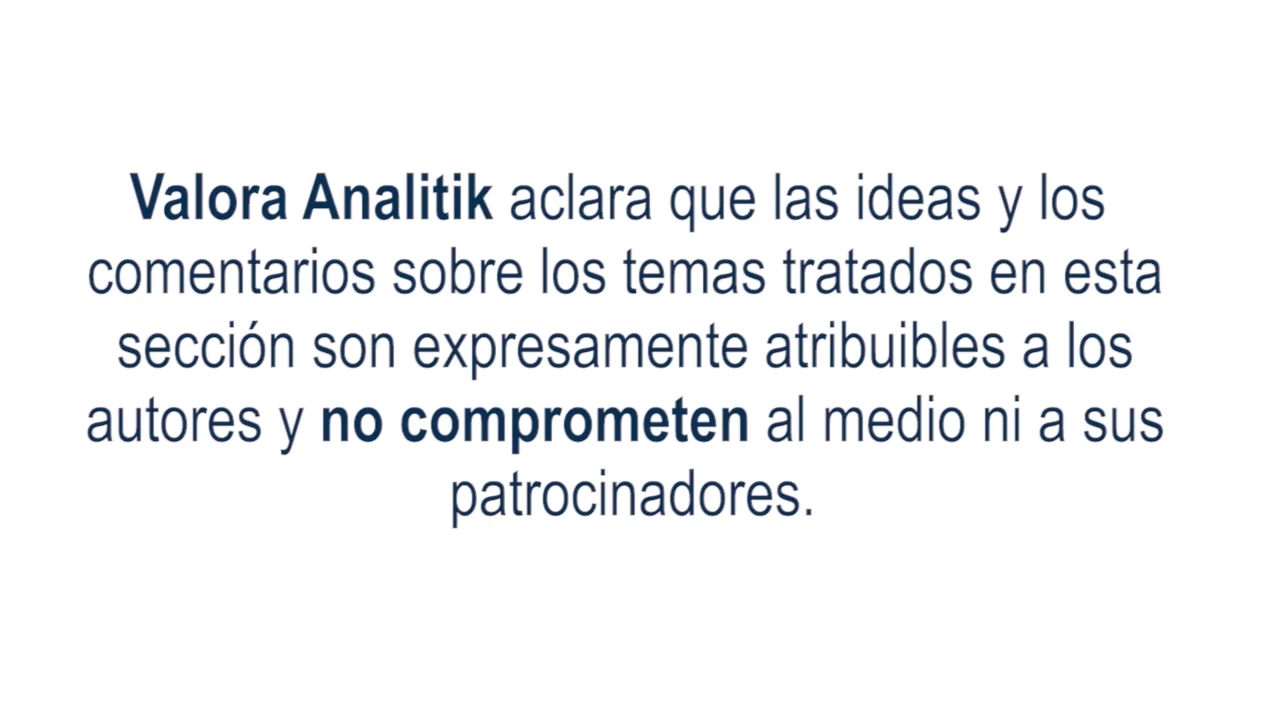 Valora Analitik aclara que las ideas y los
comentarios sobre los temas tratados en esta
sección son expresamente atribuibles a los
autores y no comprometen al medio ni a sus
patrocinadores.